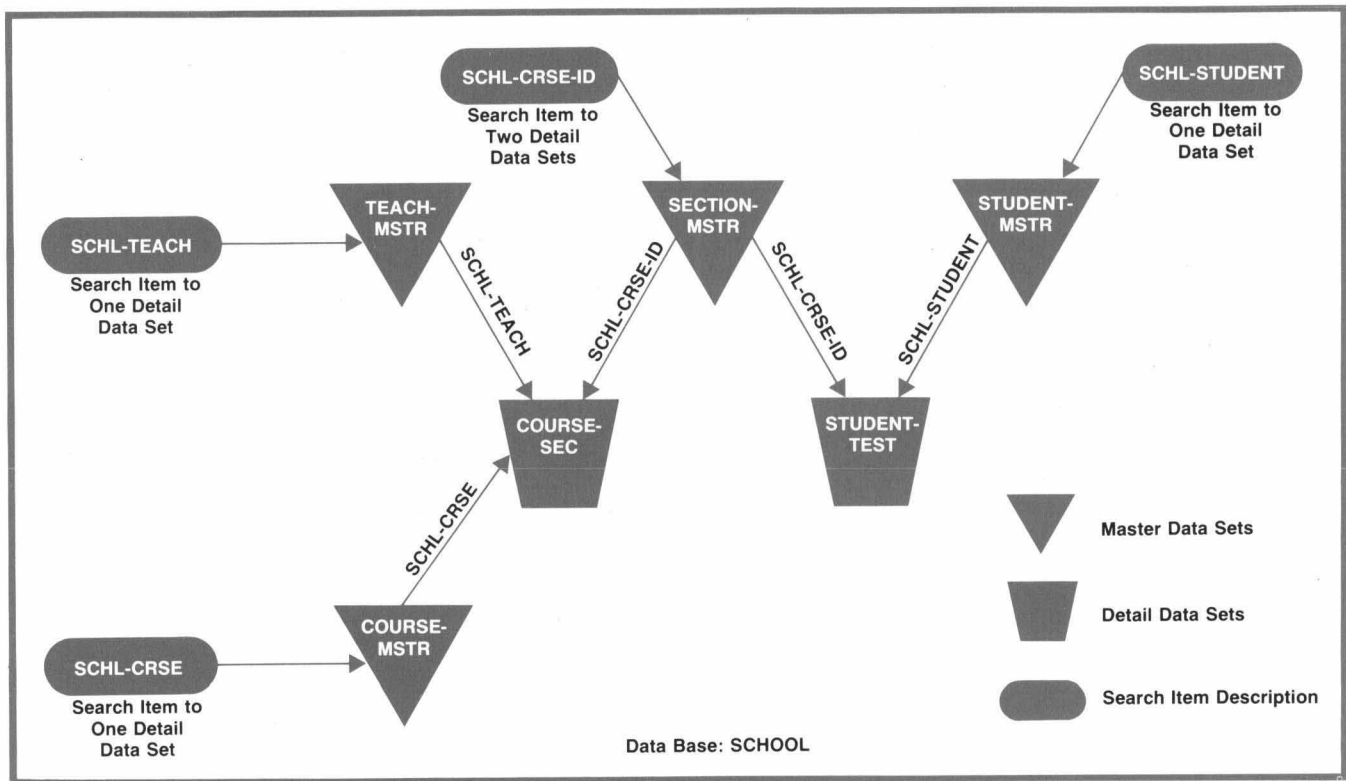 SCHL-CRSE-ID
Search Item to
Two Detail
Data Sets
SCHL-STUDENT
Search Item to
One Detail
Data Set
SCHL-TEACH
Search Item to
One Detail
Data Set
TEACH-
MSTR
SECTION-
MSTR
STUDENT-
MSTR
SCHL-TEACH
SCHL-CRSE-ID
SCHL-CRSE-ID
SCHL-STUDENT
COURSE-
SEC
STUDENT-
TEST
SCHL-CRSE
COURSE-
MSTR
SCHL-CRSE
Search Item to
One Detail
Data Set
Master Data Sets
Detail Data Sets
Search Item Description
Data Base: SCHOOL